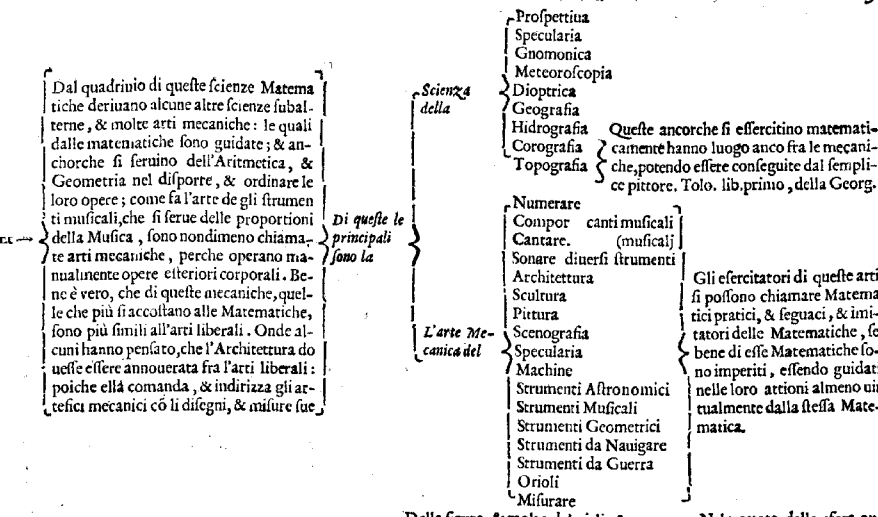 Dal quadriuio di queſte ſcienze Matema
tiche deriuano alcune altre ſcienze ſubal-
terne, & molte arti mecaniche: le quali
dalle matematiche ſono guidate; & an-
chorche ſi ſeruino dell'Aritmetica, &
Geometria nel diſporre, & ordinare le
loro opere; come fa l'arte de gli ſtrumen
ti muſicali, che ſi ſerue delle proportioni
della Muſica, ſono nondimeno chiama-
te arti mecaniche, perche operano ma-
nualmente opere eſteriori corporali. Be-
ne è vero, che di queſte mecaniche, quel-
le che più ſi accoſtano alle Matematiche,
ſono più ſimili all'arti liberali. Onde al-
cuni hanno penſato, che l'Architettura do
ueſſe eſſere annouerata fra l'arti liberali:
poiche ella comanda, & indirizza gli ar-
tefici mecanici cō li diſegni, & miſure ſue
Di queſte le
principali
ſono la
Scienza
della
Proſpettiua
Specularia
Gnomonica
Meteoroſcopia
Dioptrica
Geografia
Hidrografia
Corografia
Topografia
Queſte ancorche ſi eſſercitino matemati-
camente hanno luogo anco fra le mecani-
che, potendo eſſere conſeguite dal ſempli-
ce pittore. Tolo. lib. primo, della Georg.
L'arte Me-
canica del
Numerare
Compor canti muſicali
Cantare. (muſicalj
Sonare diuerſi ſtrumenti
Architettura
Scultura
Pittura
Scenografia
Specularia
Machine
Strumenti Aſtronomici
Strumenti Muſicali
Strumenti Geometrici
Strumenti da Nauigare
Strumenti da Guerra
Orioli
Miſurare
Gli eſercitatori di queſte arti
ſi poſſono chiamare Matema
tici pratici, & ſeguaci, & imi-
tatori delle Matematiche, ſe
bene di eſſe Matematiche ſo-
no imperiti, eſſendo guidati
nelle loro attioni almeno uir
tualmente dalla ſteſſa Mate-
matica.